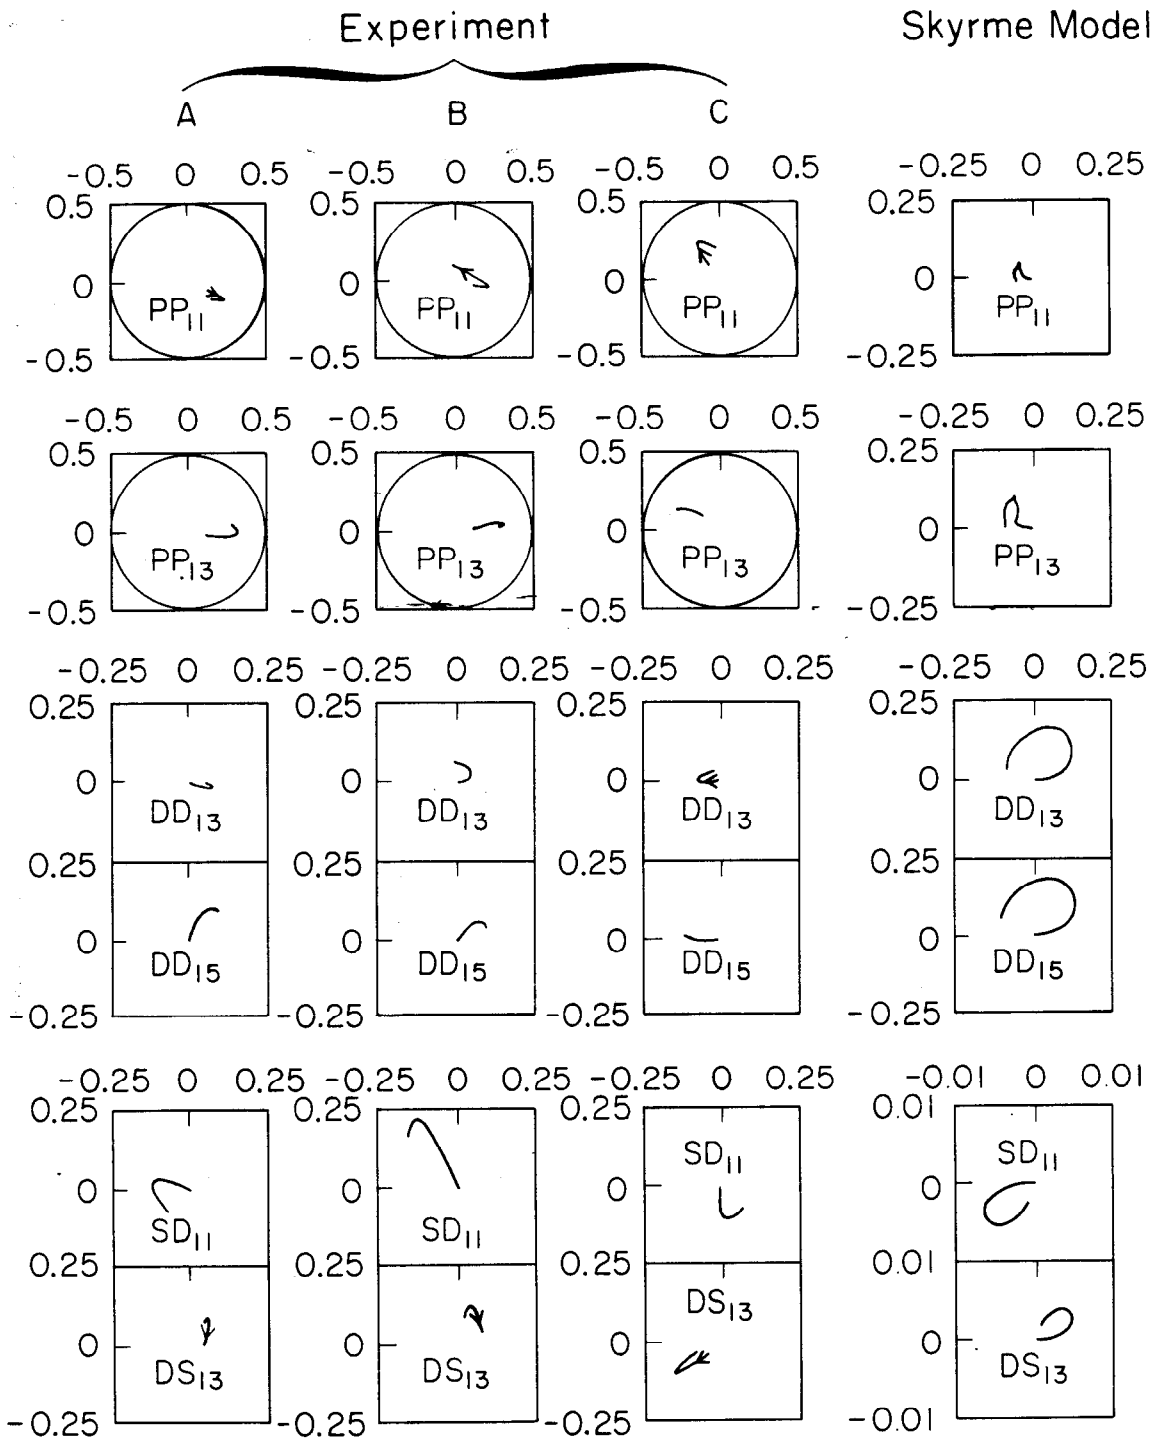 Experiment Skyrme Model
A B C
-0.5 0 0.5 -0.5 0 0.5 -0.5 0 0.5 -0.25 0 0.25
0.5 0.5 0.5 0.25
0 0 0 0
PP11 PP11 PP11 PP11
-0.5 -0.5 -0.5 -0.25
-0.5 0 0.5 -0.5 0 0.5 -0.5 0 0.5 -0.25 0 0.25
0.5 0.5 0.5 0.25
0 0 0 0
PP13 PP13 PP13 PP13
-0.5 -0.5 -0.5 -0.25
-0.25 0 0.25 -0.25 0 0.25 -0.25 0 0.25 -0.25 0 0.25
0.25 0.25 0.25 0.25
0 0 0 0
DD13 DD13 DD13 DD13
0.25 0.25 0.25 0.25
0 0 0 0
DD15 DD15 DD15 DD15
-0.25 -0.25 -0.25 -0.25
-0.25 0 0.25 -0.25 0 0.25 -0.25 0 0.25 -0.01 0 0.01
0.25 0.25 0.25 0.01
SD11 SD11
0 0 0 0
SD11 SD11
0.25 0.25 0.25 0.01
DS13
0 0 0 0
DS13 DS13 DS13
-0.25 -0.25 -0.25 -0.01